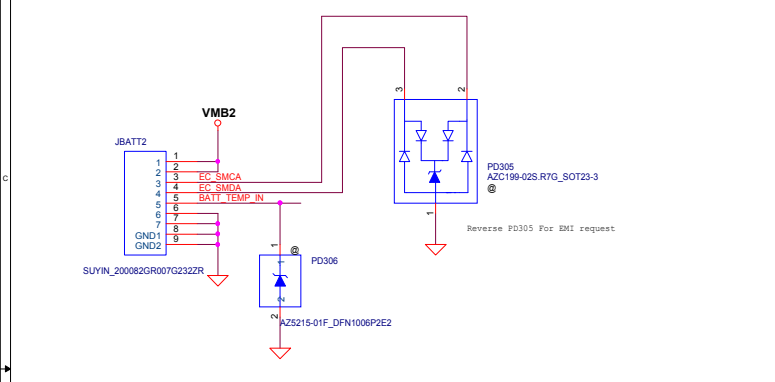 3
2
VMB2
JBATT2
1
1
2
2
3
EC_SMCA
3
4
EC_SMDA
4
5
BATT_TEMP_IN
5
6
6
7
7
8
GND1
9
GND2
C
PD305
AZC199-02S.R7G_SOT23-3
@
1
Reverse PD305 For EMI request
SUYIN_200082GR007G232ZR
1
@
1
PD306
2
2
AZ5215-01F_DFN1006P2E2